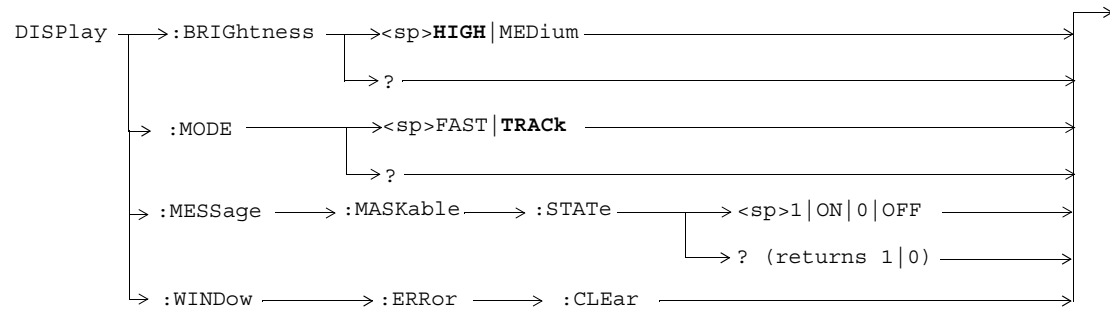 DISPlay :BRIGhtness <sp>HIGH|MEDium
?
:MODE <sp>FAST|TRACk
?
:MESSage :MASKable :STATe <sp>1|ON|0|OFF
? (returns 1|0)
:WINDow :ERRor :CLEar